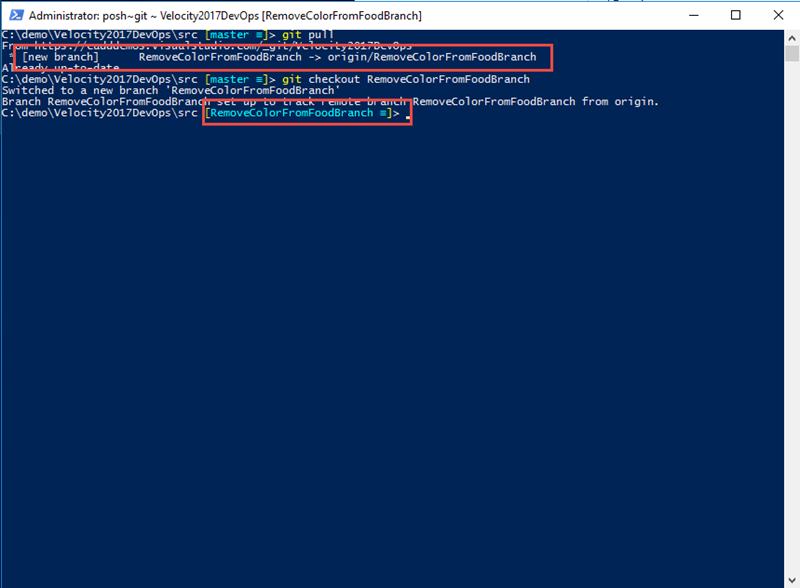 Administrator: posh~git ~ Velocity2017DevOps [RemoveColorFromFoodBranch]
C:\demo\Velocity2017DevOps\src [master ≡]> git pull
From https://cadddemos.visualstudio.com/_git/Velocity2017DevOps
* [new branch]      RemoveColorFromFoodBranch -> origin/RemoveColorFromFoodBranch
Already up-to-date.
C:\demo\Velocity2017DevOps\src [master ≡]> git checkout RemoveColorFromFoodBranch
Switched to a new branch 'RemoveColorFromFoodBranch'
Branch RemoveColorFromFoodBranch set up to track remote branch RemoveColorFromFoodBranch from origin.
C:\demo\Velocity2017DevOps\src [RemoveColorFromFoodBranch ≡]>